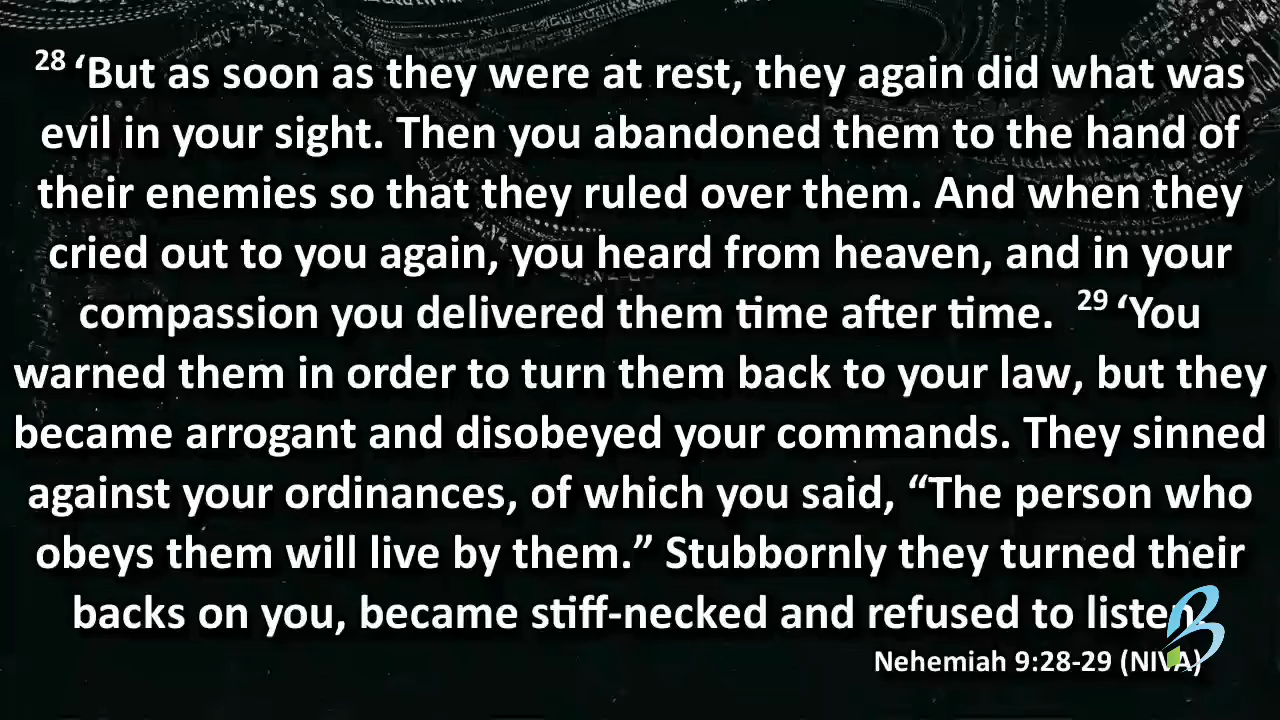 28 ‘But as soon as they were at rest, they again did what was
evil in your sight. Then you abandoned them to the hand of
their enemies so that they ruled over them. And when they
cried out to you again, you heard from heaven, and in your
compassion you delivered them time after time. 29 ‘You
warned them in order to turn them back to your law, but they
became arrogant and disobeyed your commands. They sinned
against your ordinances, of which you said, “The person who
obeys them will live by them.” Stubbornly they turned their
backs on you, became stiff-necked and refused to listen.
Nehemiah 9:28-29 (NIVA)